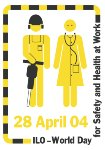 28 April 04
ILO - World Day
for Safety and Health at Work